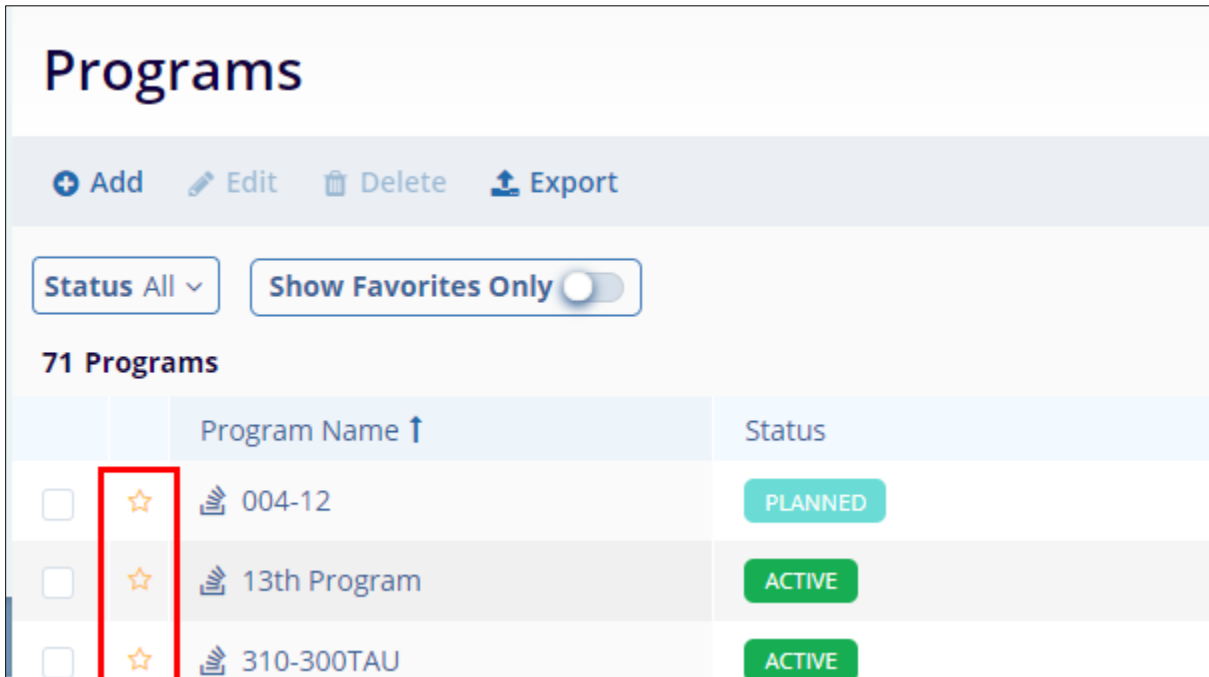 Programs
Add Edit Delete Export
Status All Show Favorites Only
71 Programs
Program Name Status
004-12 PLANNED
13th Program ACTIVE
310-300TAU ACTIVE